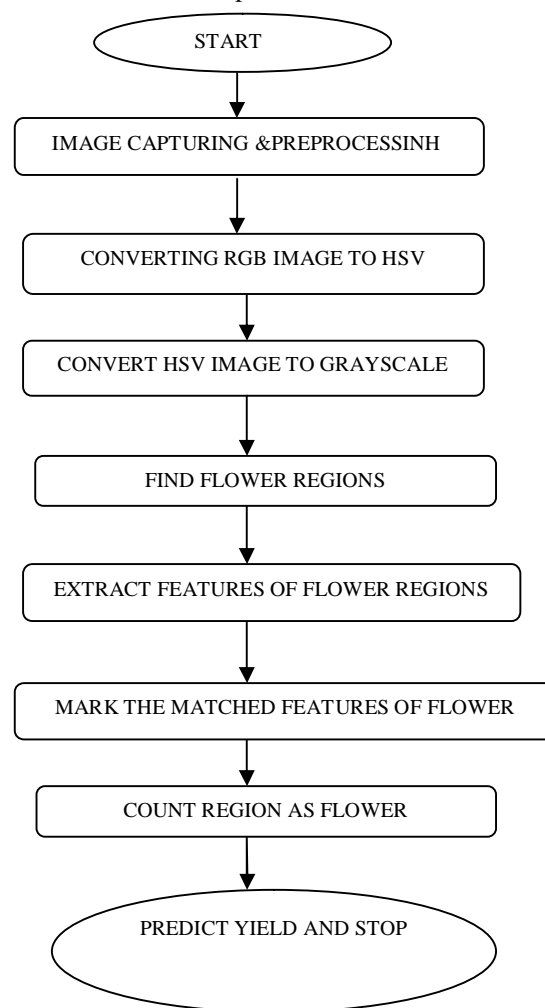 START
IMAGE CAPTURING &PREPROCESSINH
CONVERTING RGB IMAGE TO HSV
CONVERT HSV IMAGE TO GRAYSCALE
FIND FLOWER REGIONS
EXTRACT FEATURES OF FLOWER REGIONS
MARK THE MATCHED FEATURES OF FLOWER
COUNT REGION AS FLOWER
PREDICT YIELD AND STOP